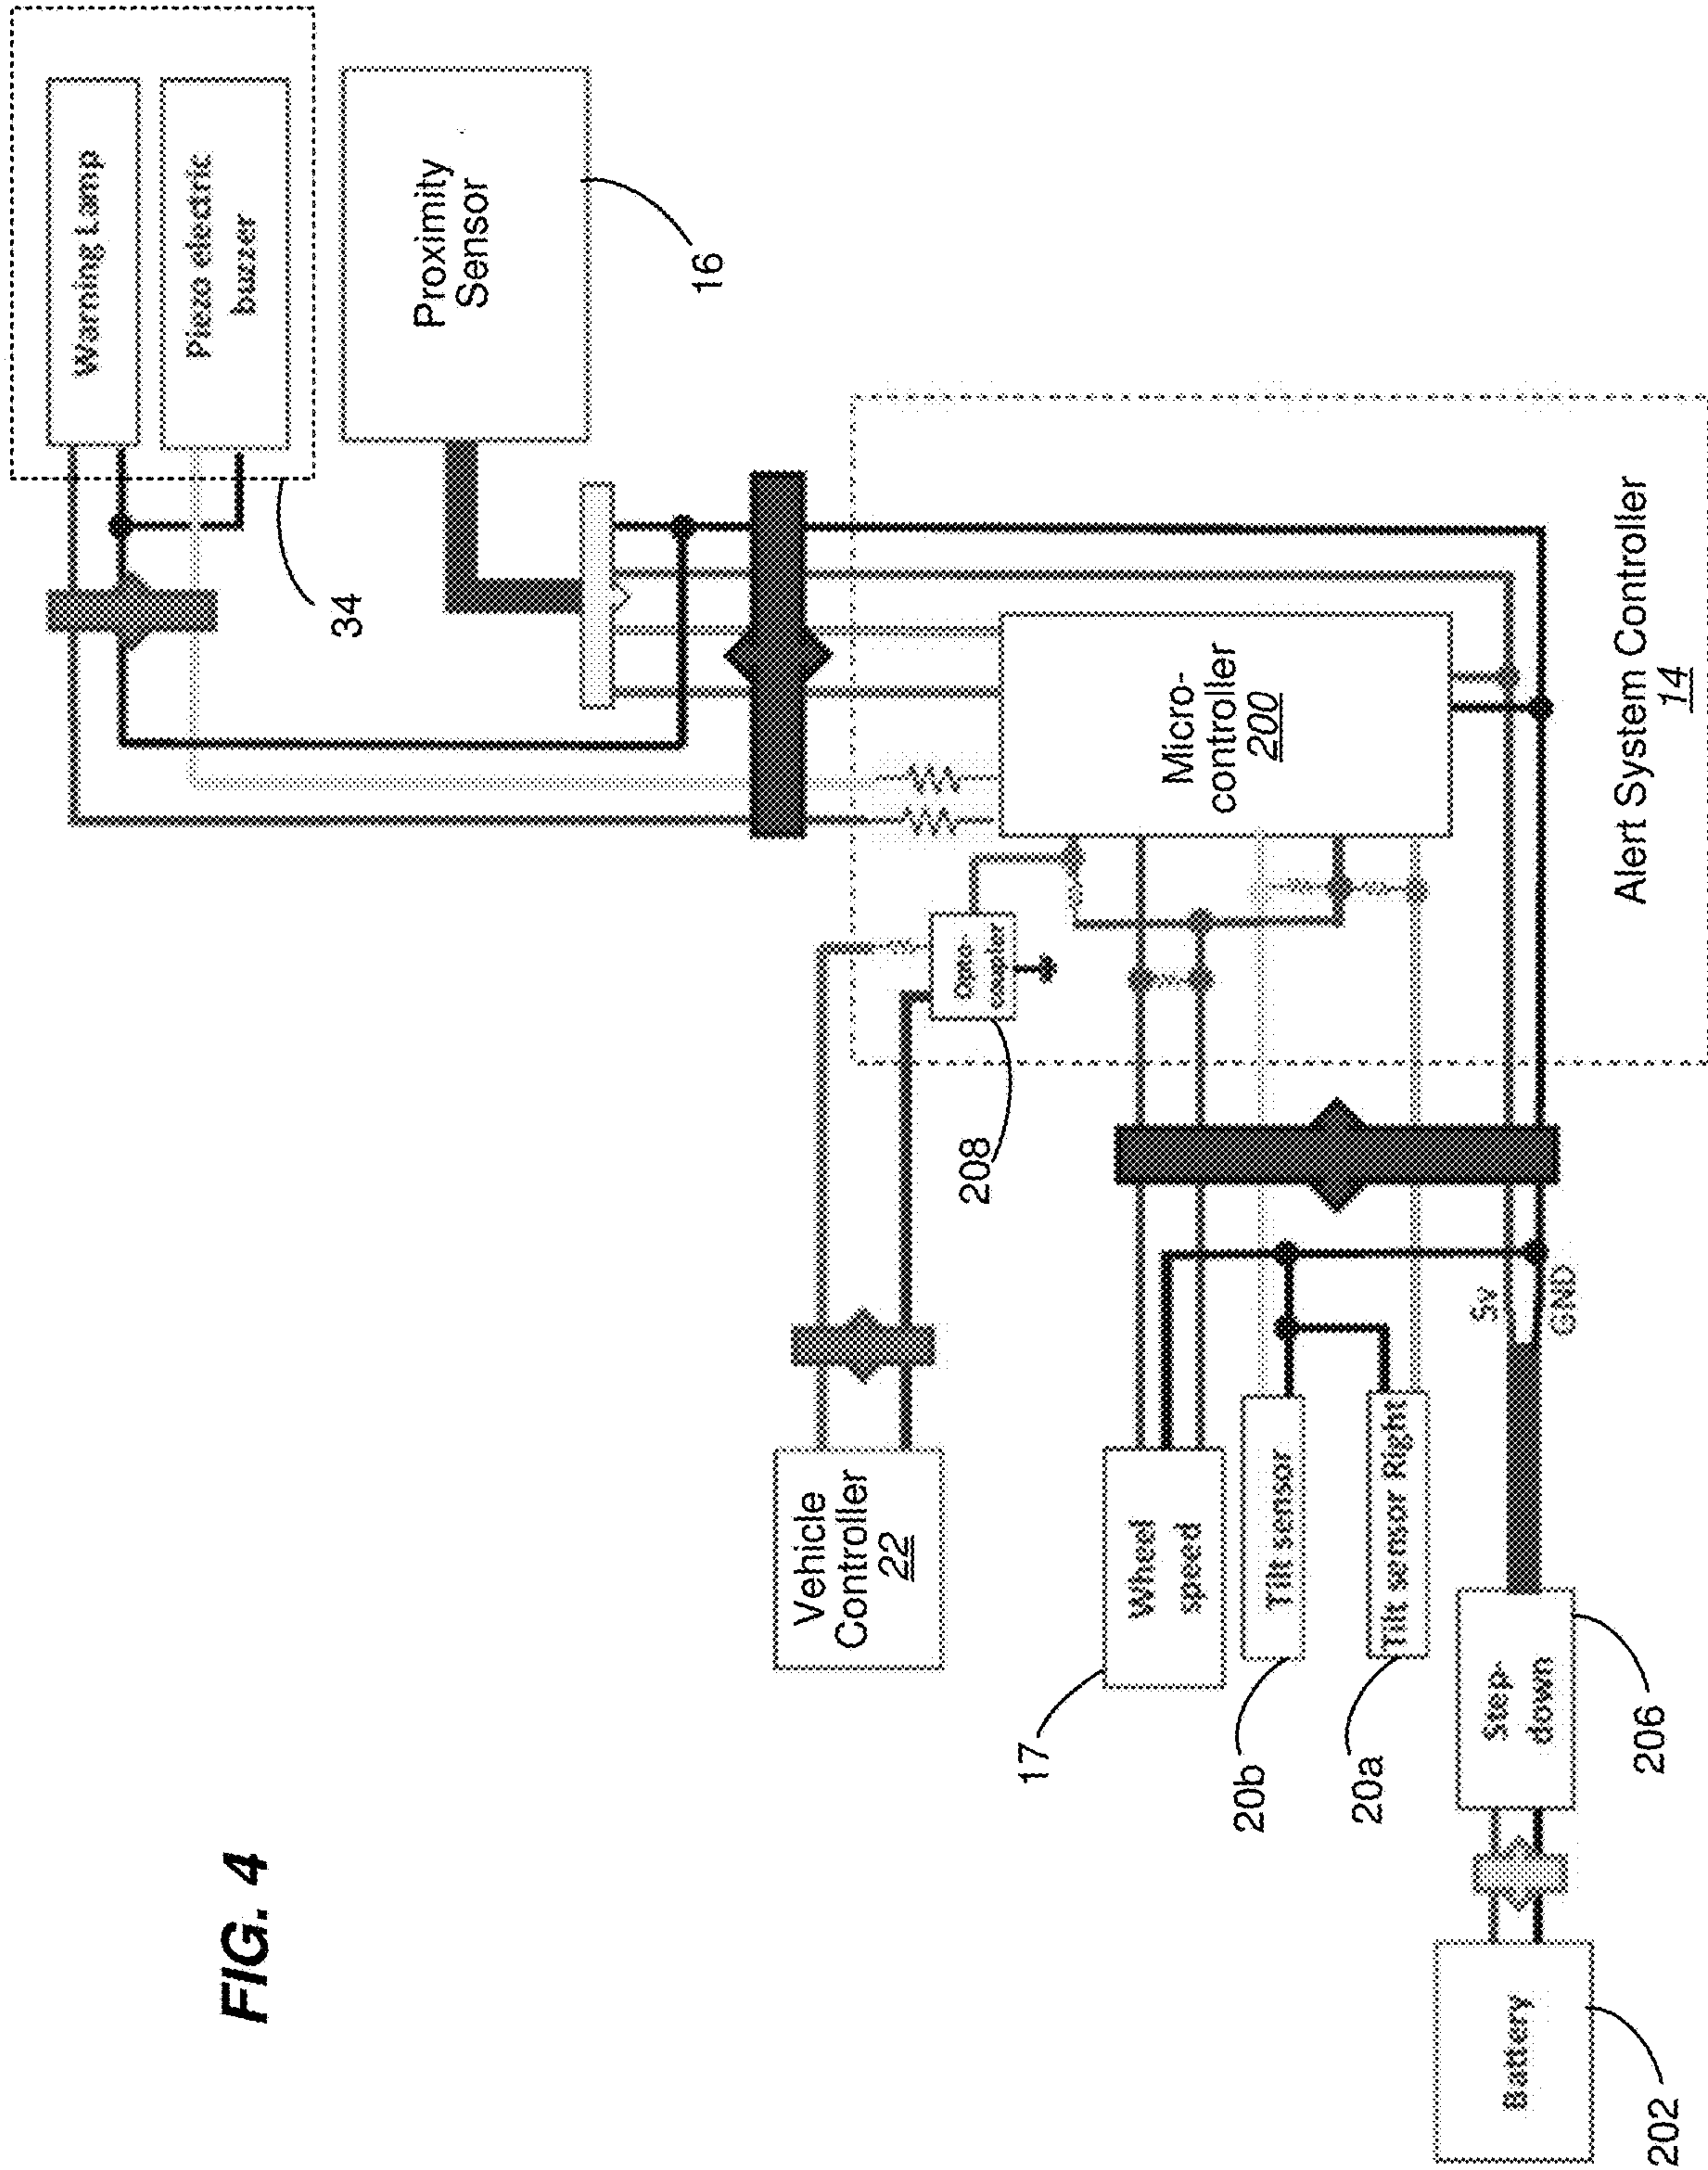 FIG. 4
Warning Lamp
Piezo electric
buzzer
34
Proximity
Sensor
16
Vehicle
Controller
22
Opto-
coupler
208
Micro-
controller
200
Alert System Controller
14
Wheel
speed
17
Tilt sensor
20b
Tilt sensor Right
20a
5v
GND
Step-
down
206
Battery
202